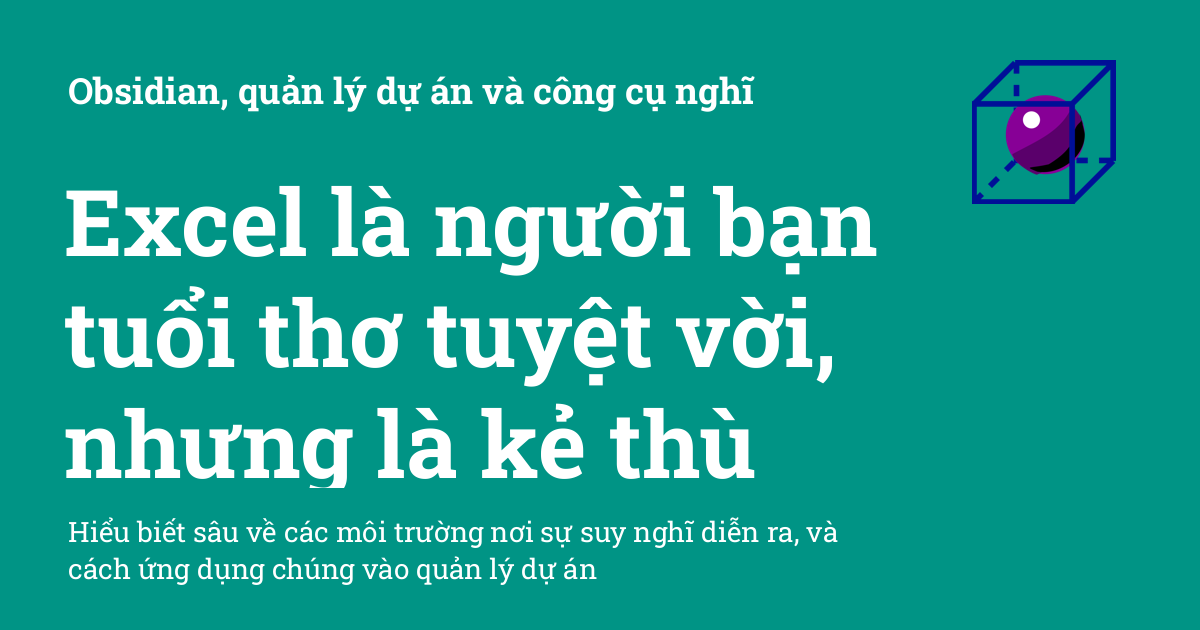 Obsidian, quản lý dự án và công cụ nghĩ
Excel là người bạn
tuổi thơ tuyệt vời,
nhưng là kẻ thù
Hiểu biết sâu về các môi trường nơi sự suy nghĩ diễn ra, và
cách ứng dụng chúng vào quản lý dự án